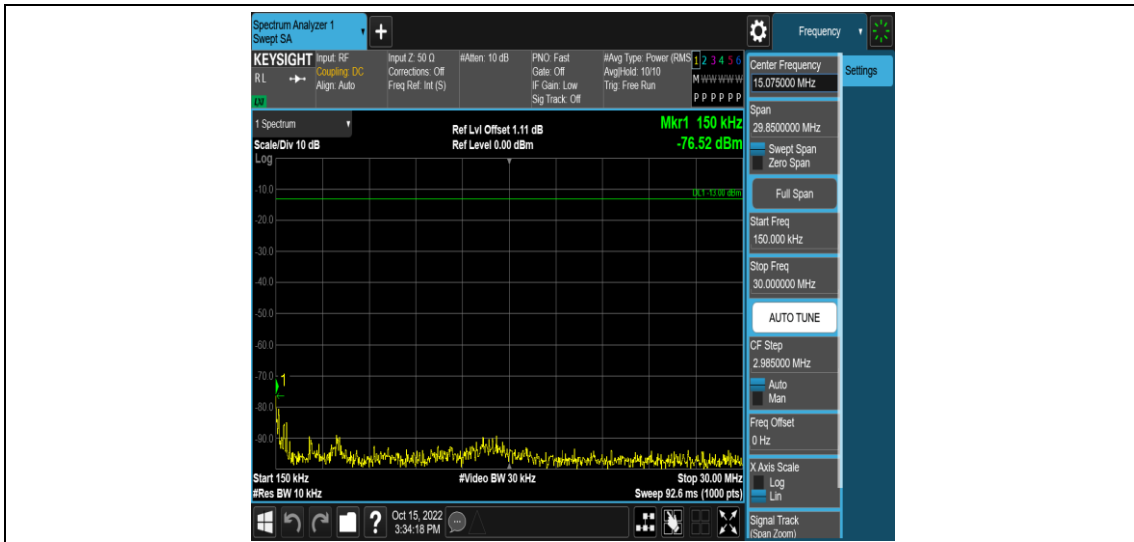 Spectrum Analyzer 1
Swept SA
+
Frequency
KEYSIGHT
RL
LXI
Input: RF
Coupling: DC
Align: Auto
Input Z: 50 Ω
Corrections: Off
Freq Ref: Int (S)
#Atten: 10 dB
PNO: Fast
Gate: Off
IF Gain: Low
Sig Track: Off
#Avg Type: Power (RMS
Avg|Hold: 10/10
Trig: Free Run
1 2 3 4 5 6
M W W W W W
P P P P P P
1 Spectrum
Scale/Div 10 dB
Log
Ref Lvl Offset 1.11 dB
Ref Level 0.00 dBm
Mkr1 150 kHz
-76.52 dBm
DL1 -13.00 dBm
-10.0
-20.0
-30.0
-40.0
-50.0
-60.0
-70.0
1
-80.0
-90.0
Start 150 kHz
#Video BW 30 kHz
Stop 30.00 MHz
#Res BW 10 kHz
Sweep 92.6 ms (1000 pts)
Center Frequency
15.075000 MHz
Settings
Span
29.8500000 MHz
Swept Span
Zero Span
Full Span
Start Freq
150.000 kHz
Stop Freq
30.000000 MHz
AUTO TUNE
CF Step
2.985000 MHz
Auto
Man
Freq Offset
0 Hz
X Axis Scale
Log
Lin
Signal Track
(Span Zoom)
?
Oct 15, 2022
3:34:18 PM